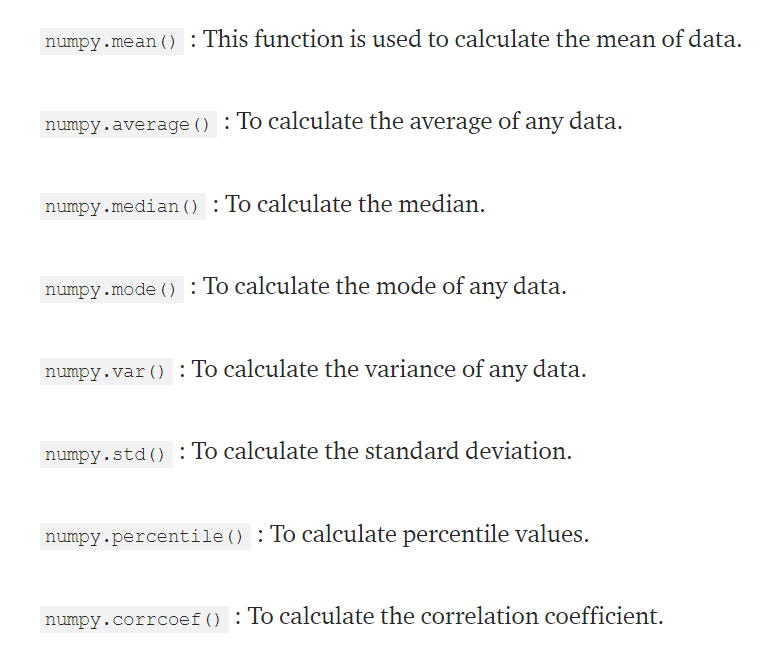 numpy.mean() : This function is used to calculate the mean of data.
numpy.average() : To calculate the average of any data.
numpy.median() : To calculate the median.
numpy.mode() : To calculate the mode of any data.
numpy.var() : To calculate the variance of any data.
numpy.std() : To calculate the standard deviation.
numpy.percentile() : To calculate percentile values.
numpy.corrcoef() : To calculate the correlation coefficient.